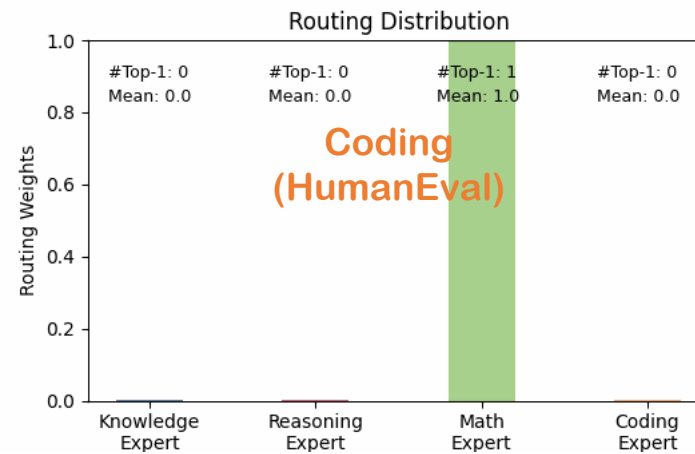 Routing Distribution
1.0
0.8
0.6
0.4
0.2
0.0
Routing Weights
#Top-1: 0
Mean: 0.0
#Top-1: 0
Mean: 0.0
#Top-1: 1
Mean: 1.0
#Top-1: 0
Mean: 0.0
Coding
(HumanEval)
Knowledge
Expert
Reasoning
Expert
Math
Expert
Coding
Expert